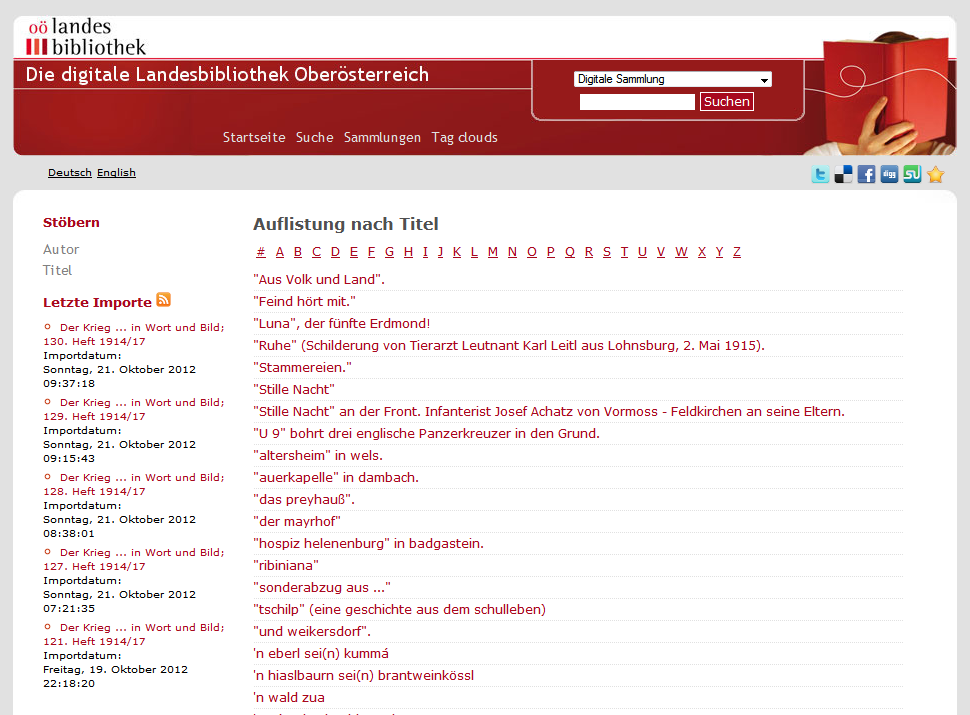 oö landes
bibliothek
Die digitale Landesbibliothek Oberösterreich
Digitale Sammlung
Suchen
Startseite Suche Sammlungen Tag clouds
Deutsch English
Stöbern
Autor
Titel
Letzte Importe
Der Krieg ... in Wort und Bild;
130. Heft 1914/17
Importdatum:
Sonntag, 21. Oktober 2012
09:37:18
Der Krieg ... in Wort und Bild;
129. Heft 1914/17
Importdatum:
Sonntag, 21. Oktober 2012
09:15:43
Der Krieg ... in Wort und Bild;
128. Heft 1914/17
Importdatum:
Sonntag, 21. Oktober 2012
08:38:01
Der Krieg ... in Wort und Bild;
127. Heft 1914/17
Importdatum:
Sonntag, 21. Oktober 2012
07:21:35
Der Krieg ... in Wort und Bild;
121. Heft 1914/17
Importdatum:
Freitag, 19. Oktober 2012
22:18:20
Auflistung nach Titel
# A B C D E F G H I J K L M N O P Q R S T U V W X Y Z
"Aus Volk und Land".
"Feind hört mit."
"Luna", der fünfte Erdmond!
"Ruhe" (Schilderung von Tierarzt Leutnant Karl Leitl aus Lohnsburg, 2. Mai 1915).
"Stammereien."
"Stille Nacht"
"Stille Nacht" an der Front. Infanterist Josef Achatz von Vormoss - Feldkirchen an seine Eltern.
"U 9" bohrt drei englische Panzerkreuzer in den Grund.
"altersheim" in wels.
"auerkapelle" in dambach.
"das preyhauß".
"der mayrhof"
"hospiz helenenburg" in badgastein.
"ribiniana"
"sonderabzug aus ..."
"tschilp" (eine geschichte aus dem schulleben)
"und weikersdorf".
'n eberl sei(n) kummá
'n hiaslbaurn sei(n) brantweinkössl
'n wald zua